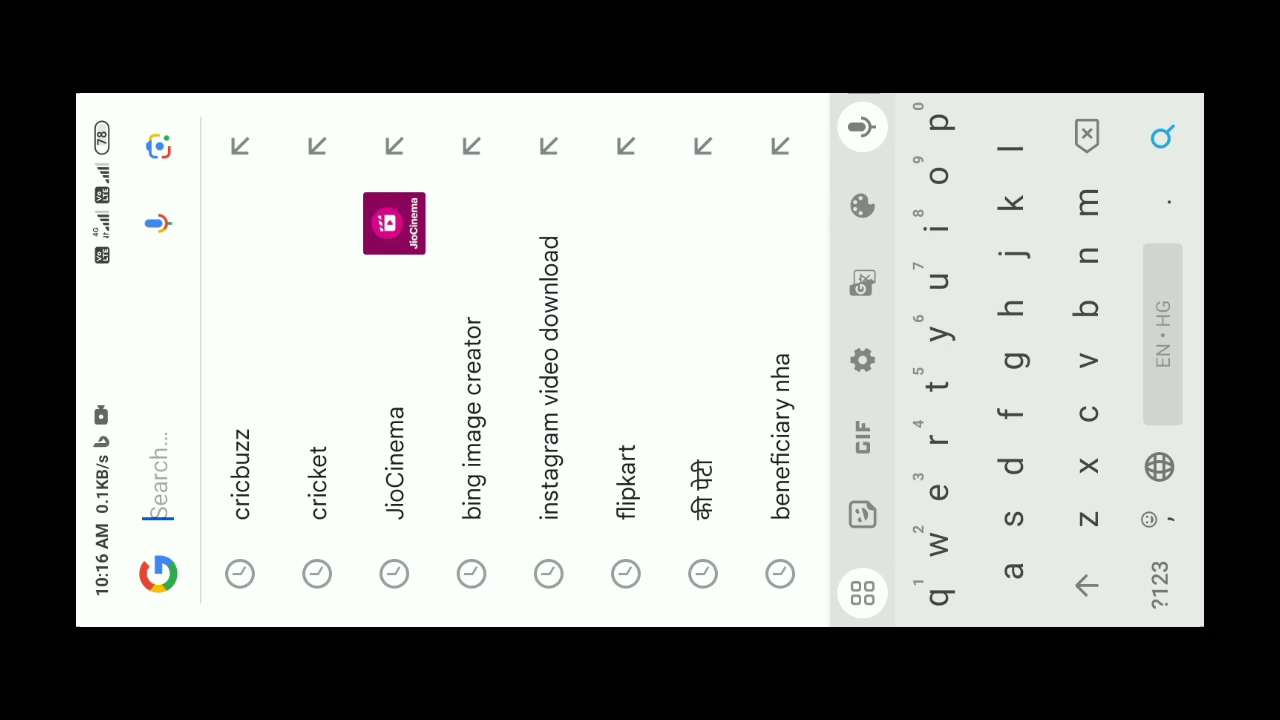 10:16 AM 0.1KB/s 4G 78
Search...
cricbuzz
cricket
JioCinema
JioCinema
bing image creator
instagram video download
flipkart
की पेटी
beneficiary nha
GIF
1 2 3 4 5 6 7 8 9 0
q w e r t y u i o p
a s d f g h j k l
z x c v b n m
?123 , EN • HG .